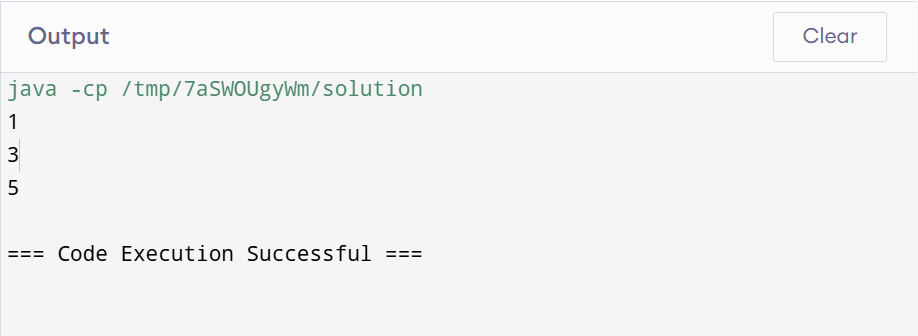 Output
Clear
java -cp /tmp/7aSWOUgyWm/solution
1
3
5
=== Code Execution Successful ===